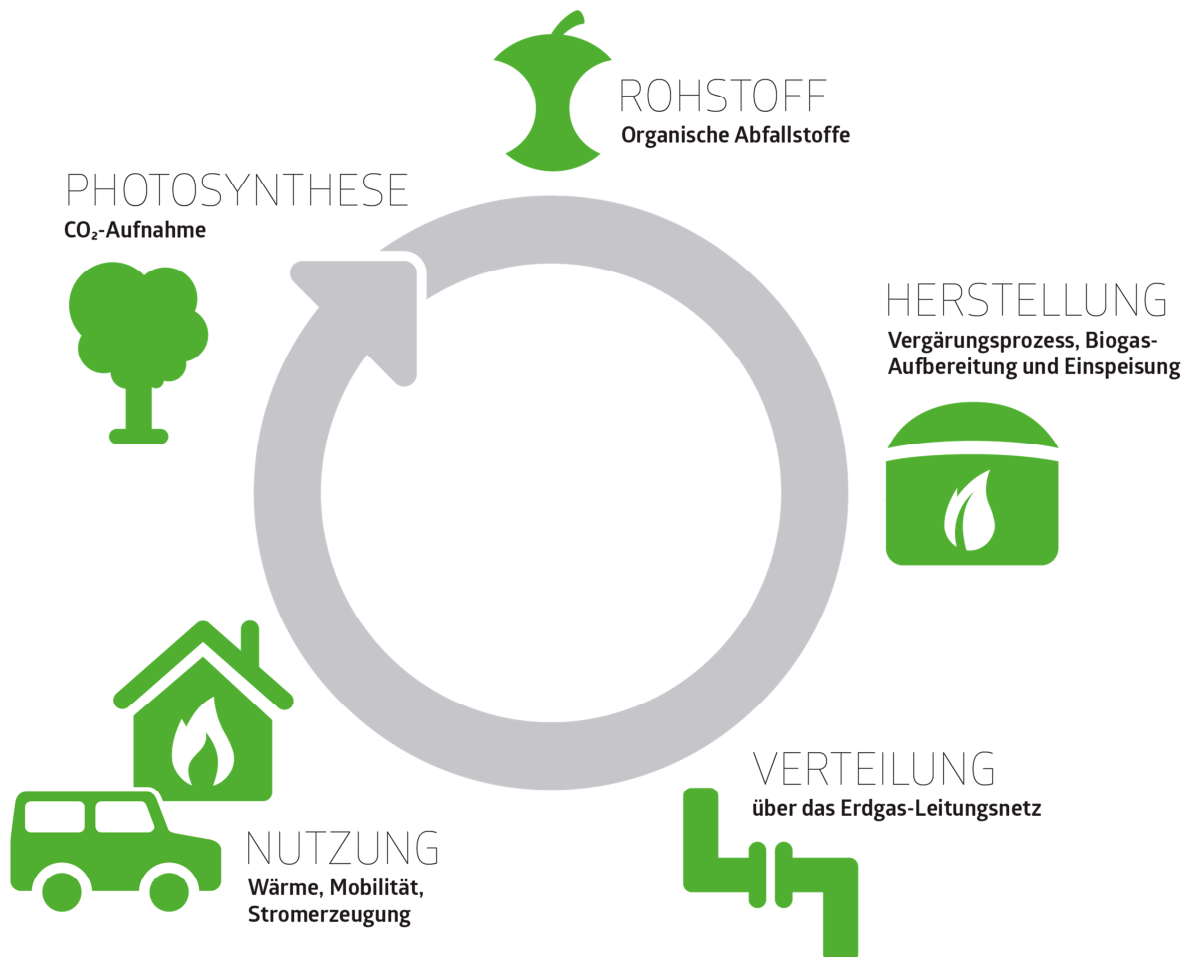 ROHSTOFF
Organische Abfallstoffe
PHOTOSYNTHESE
CO₂-Aufnahme
HERSTELLUNG
Vergärungsprozess, Biogas-
Aufbereitung und Einspeisung
VERTEILUNG
über das Erdgas-Leitungsnetz
NUTZUNG
Wärme, Mobilität,
Stromerzeugung